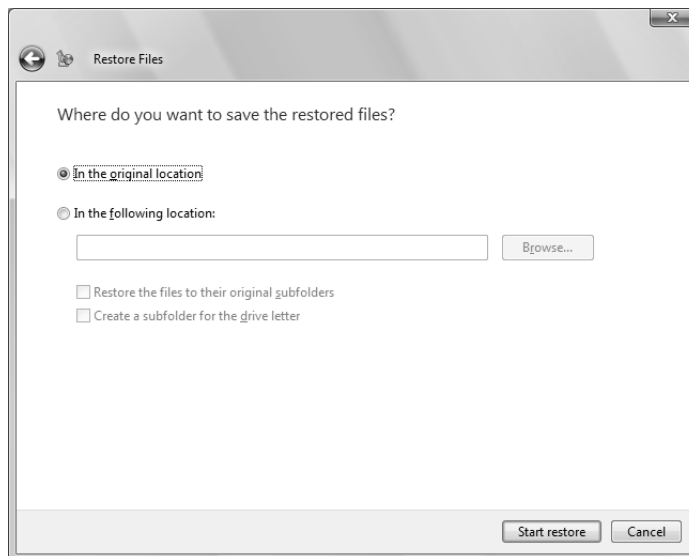 Restore Files
Where do you want to save the restored files?
In the original location
In the following location:
Browse...
Restore the files to their original subfolders
Create a subfolder for the drive letter
Start restore Cancel